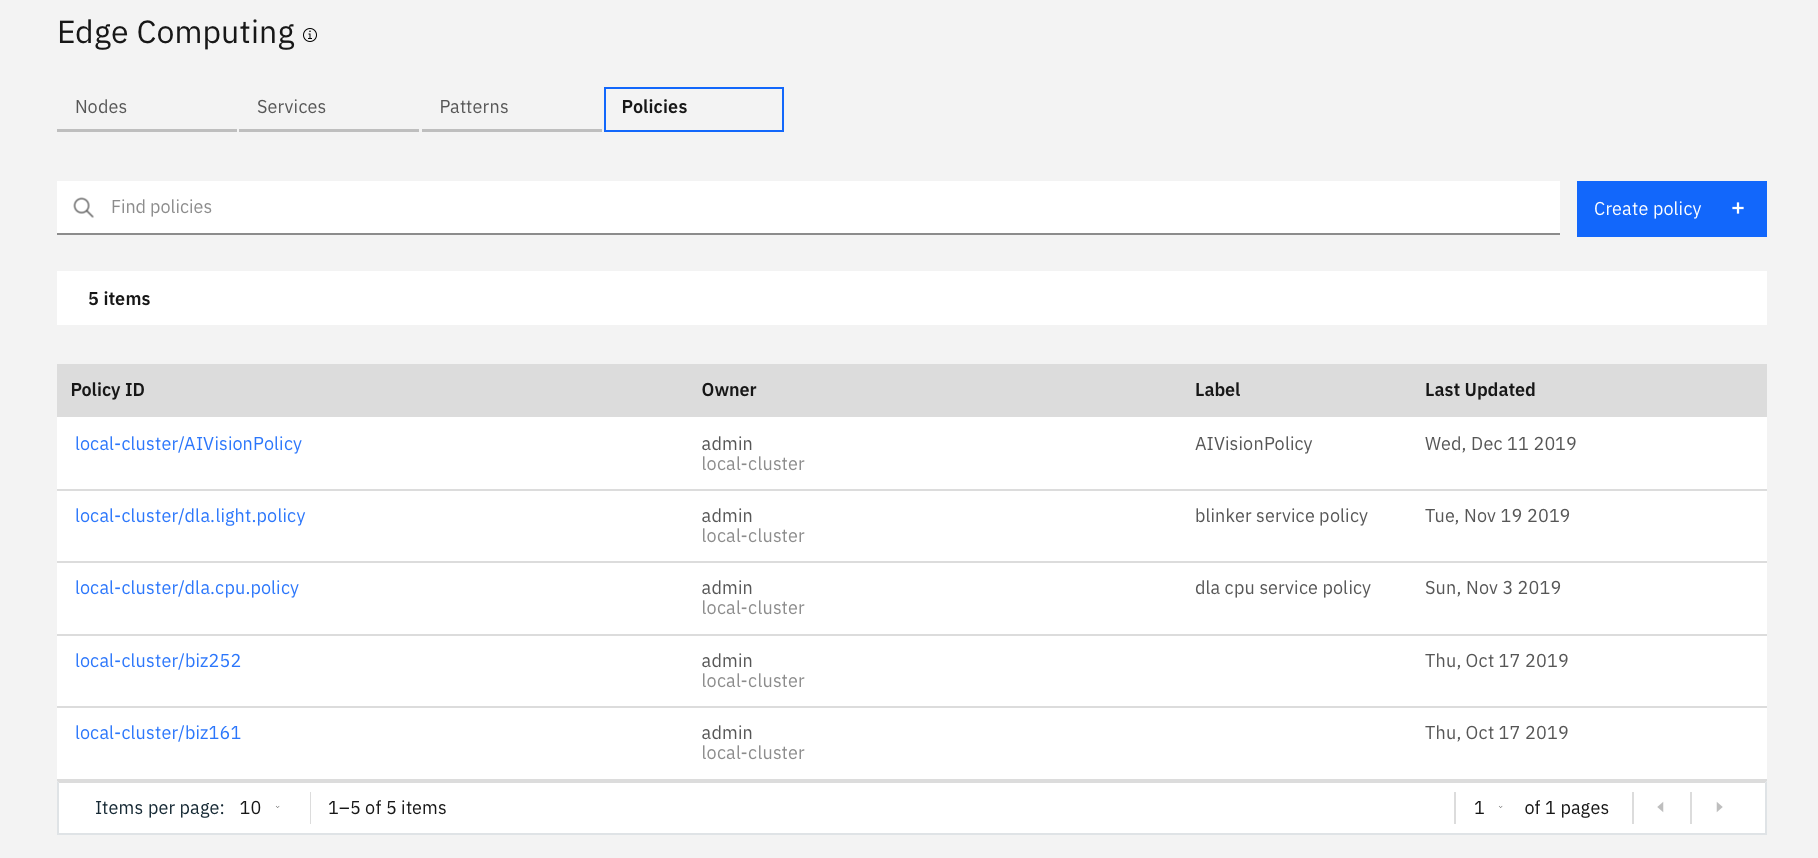 Edge Computing
Nodes Services Patterns Policies
Find policies
Create policy +
5 items
Policy ID Owner Label Last Updated
local-cluster/AIVisionPolicy admin AIVisionPolicy Wed, Dec 11 2019
local-cluster
local-cluster/dla.light.policy admin blinker service policy Tue, Nov 19 2019
local-cluster
local-cluster/dla.cpu.policy admin dla cpu service policy Sun, Nov 3 2019
local-cluster
local-cluster/biz252 admin Thu, Oct 17 2019
local-cluster
local-cluster/biz161 admin Thu, Oct 17 2019
local-cluster
Items per page: 10 1–5 of 5 items 1 of 1 pages